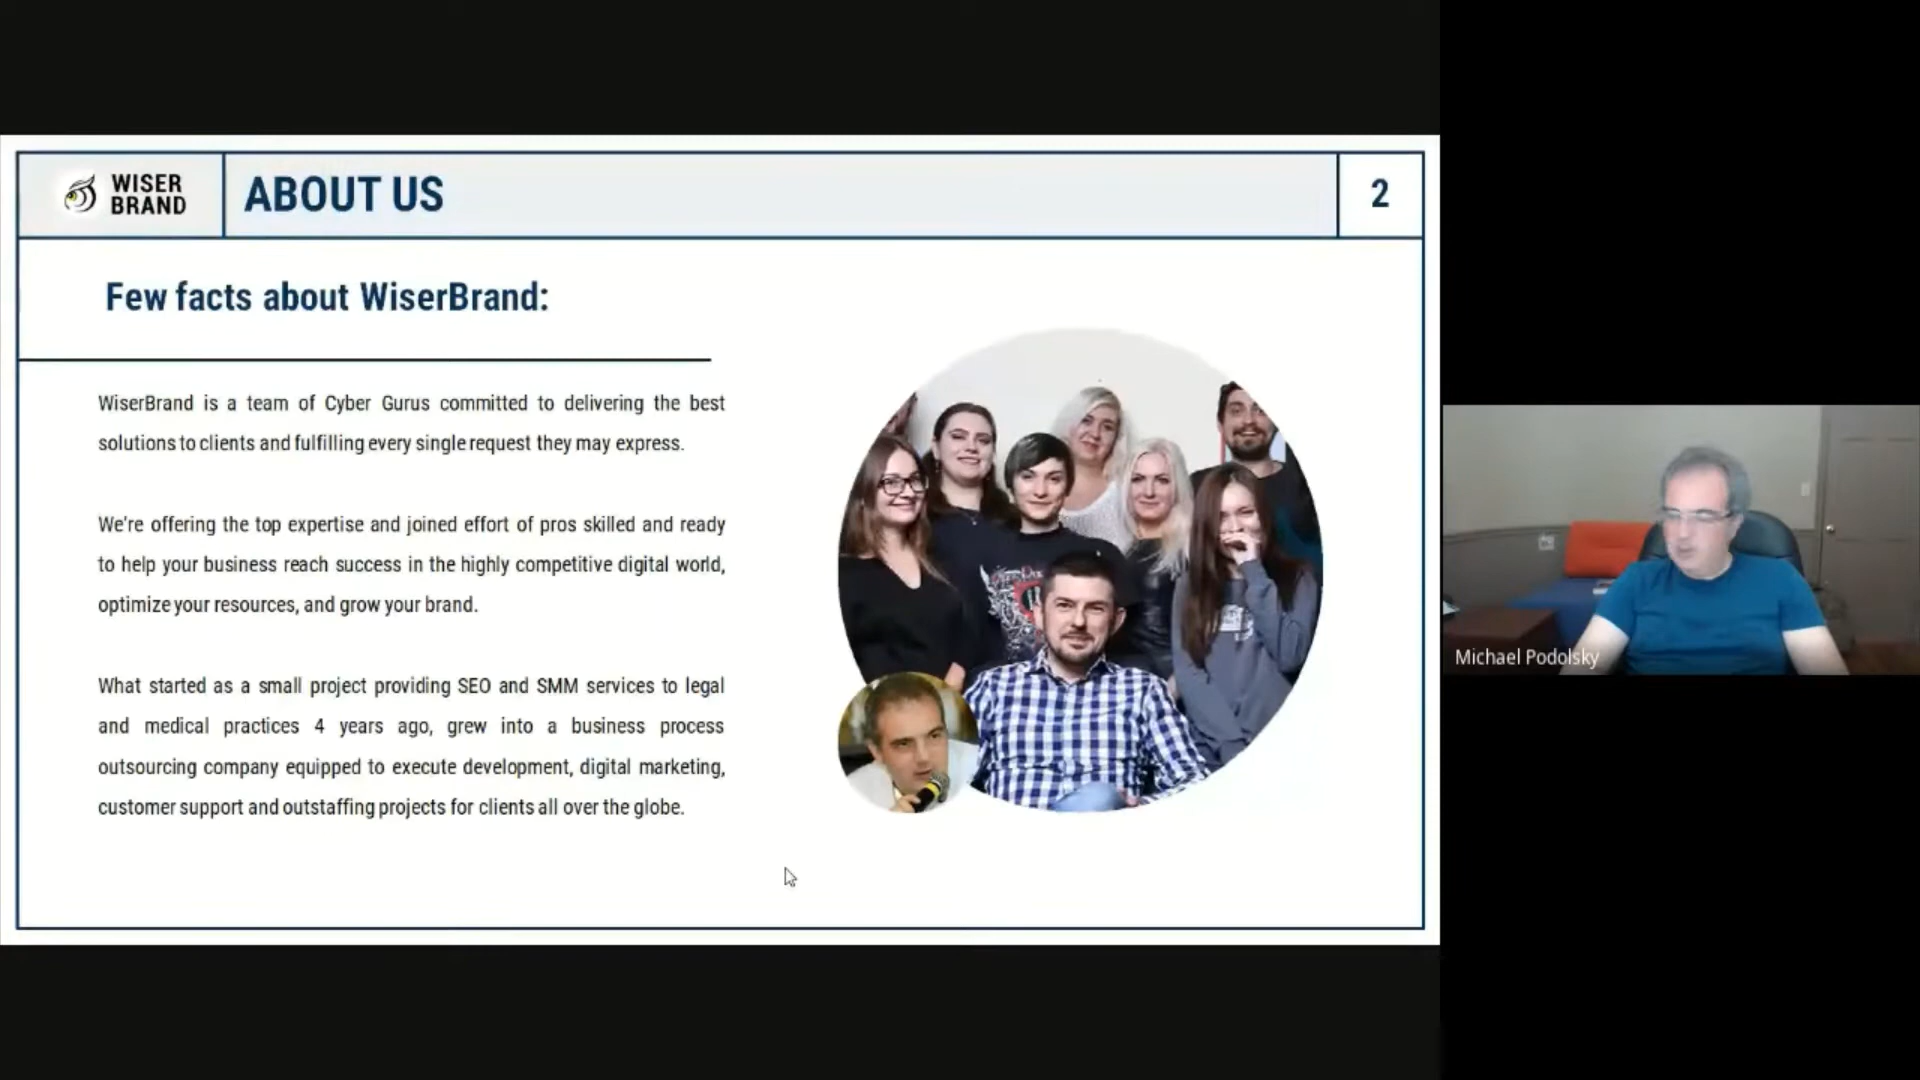 WISER
BRAND
ABOUT US
2
Few facts about WiserBrand:
WiserBrand is a team of Cyber Gurus committed to delivering the best
solutions to clients and fulfilling every single request they may express.
We're offering the top expertise and joined effort of pros skilled and ready
to help your business reach success in the highly competitive digital world,
optimize your resources, and grow your brand.
What started as a small project providing SEO and SMM services to legal
and medical practices 4 years ago, grew into a business process
outsourcing company equipped to execute development, digital marketing,
customer support and outstaffing projects for clients all over the globe.
Michael Podolsky